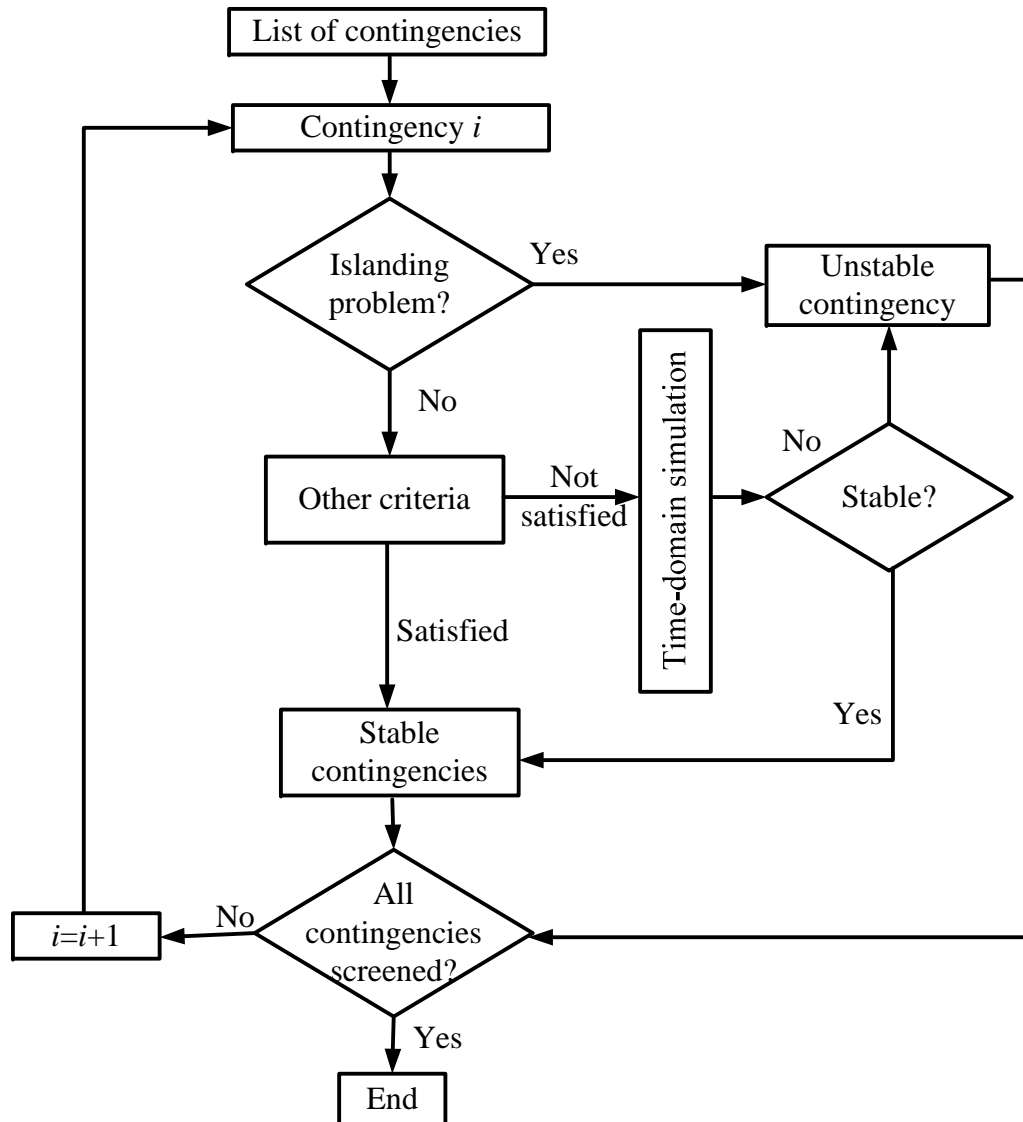 List of contingencies
Contingency i
Islanding
problem?
Yes
Unstable
contingency
No
Other criteria
Not
satisfied
Time-domain simulation
No
Stable?
Satisfied
Yes
Stable
contingencies
All
contingencies
screened?
No
i=i+1
Yes
End